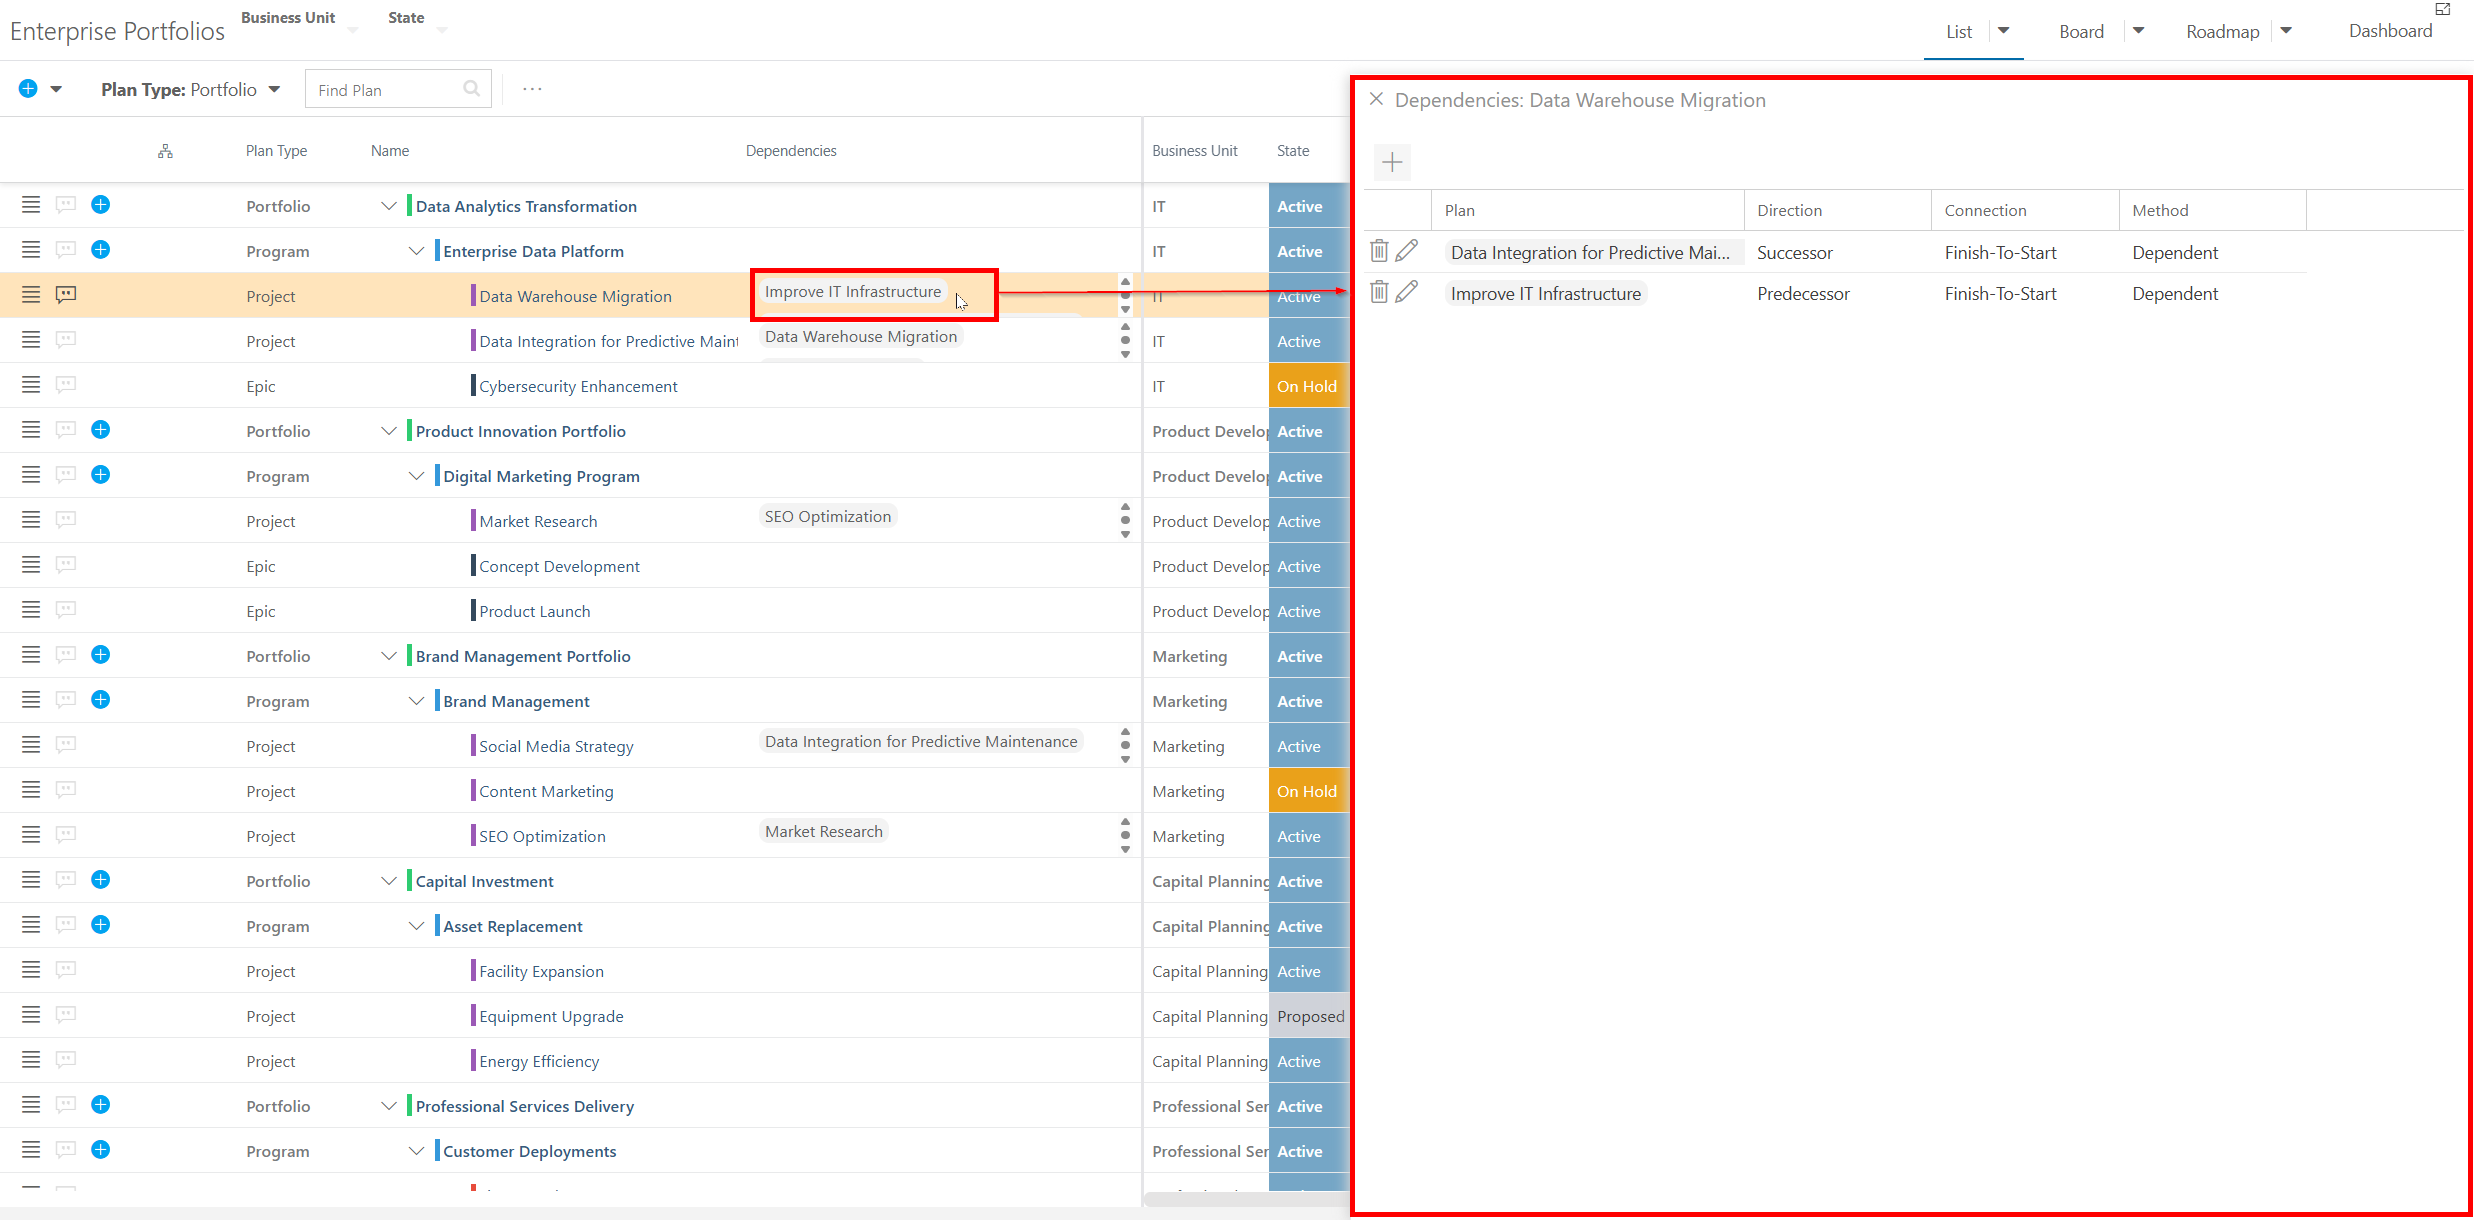 Enterprise Portfolios Business Unit State List Board Roadmap Dashboard
Plan Type: Portfolio Find Plan ...
Plan Type Name Dependencies Business Unit State
Portfolio Data Analytics Transformation IT Active
Program Enterprise Data Platform IT Active
Project Data Warehouse Migration Improve IT Infrastructure IT Active
Project Data Integration for Predictive Maint Data Warehouse Migration IT Active
Epic Cybersecurity Enhancement IT On Hold
Portfolio Product Innovation Portfolio Product Develop Active
Program Digital Marketing Program Product Develop Active
Project Market Research SEO Optimization Product Develop Active
Epic Concept Development Product Develop Active
Epic Product Launch Product Develop Active
Portfolio Brand Management Portfolio Marketing Active
Program Brand Management Marketing Active
Project Social Media Strategy Data Integration for Predictive Maintenance Marketing Active
Project Content Marketing Marketing On Hold
Project SEO Optimization Market Research Marketing Active
Portfolio Capital Investment Capital Planning Active
Program Asset Replacement Capital Planning Active
Project Facility Expansion Capital Planning Active
Project Equipment Upgrade Capital Planning Proposed
Project Energy Efficiency Capital Planning Active
Portfolio Professional Services Delivery Professional Ser Active
Program Customer Deployments Professional Ser Active
Dependencies: Data Warehouse Migration
Plan Direction Connection Method
Data Integration for Predictive Mai... Successor Finish-To-Start Dependent
Improve IT Infrastructure Predecessor Finish-To-Start Dependent